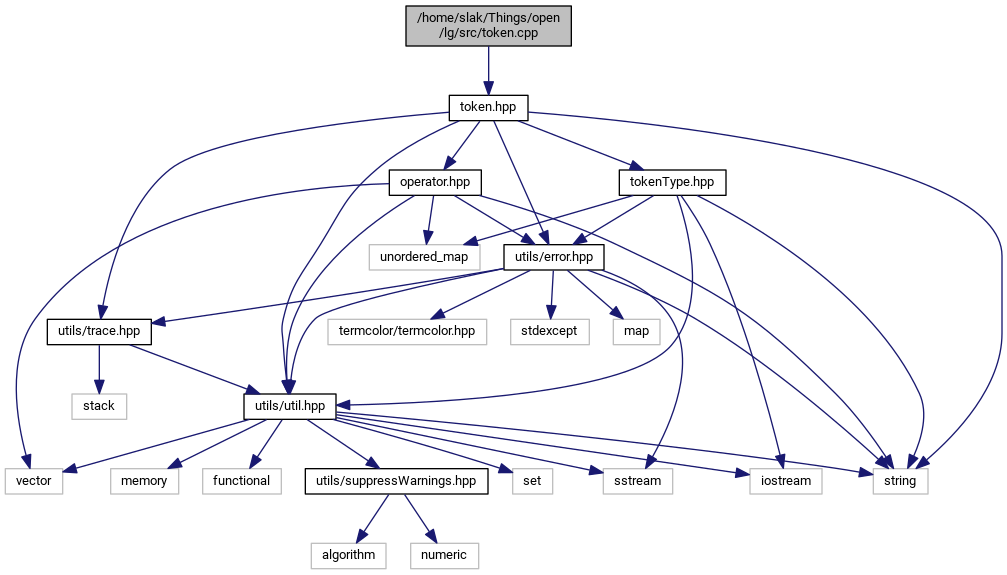 /home/slak/Things/open
/lg/src/token.cpp
token.hpp
operator.hpp
tokenType.hpp
unordered_map
utils/error.hpp
utils/trace.hpp
termcolor/termcolor.hpp
stdexcept
map
stack
utils/util.hpp
vector
memory
functional
utils/suppressWarnings.hpp
set
sstream
iostream
string
algorithm
numeric